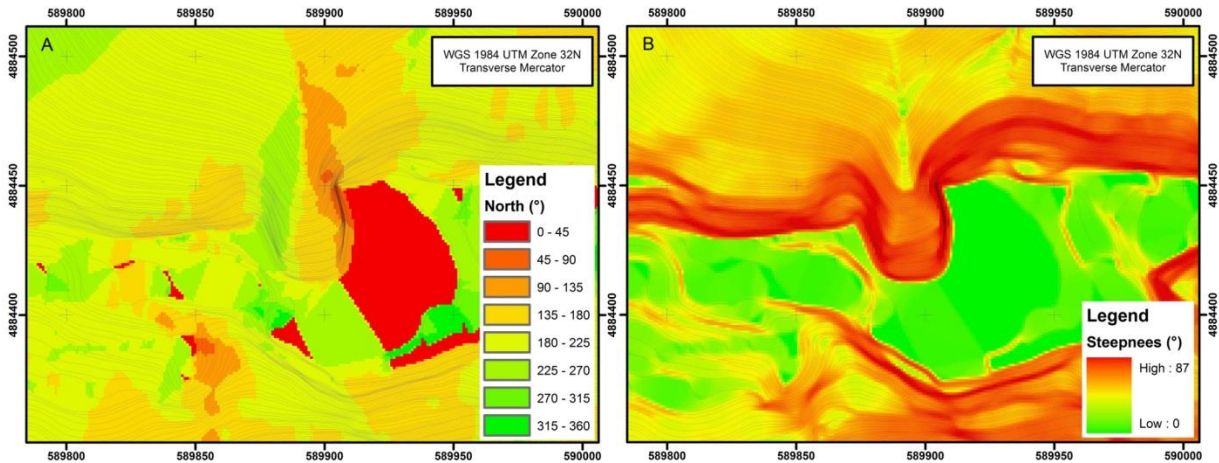 589800 589850 589900 589950 590000 589800 589850 589900 589950 590000
A
WGS 1984 UTM Zone 32N
Transverse Mercator
B
WGS 1984 UTM Zone 32N
Transverse Mercator
4884500
4884450
4884400
4884500
4884450
4884400
Legend
North (°)
0 - 45
45 - 90
90 - 135
135 - 180
180 - 225
225 - 270
270 - 315
315 - 360
Legend
Steepnees (°)
High : 87
Low : 0
589800 589850 589900 589950 590000 589800 589850 589900 589950 590000